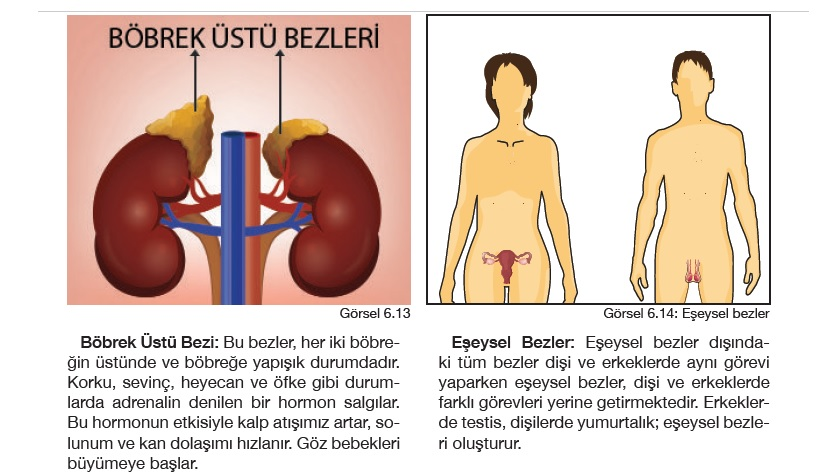 BÖBREK ÜSTÜ BEZLERİ
Görsel 6.13
Böbrek Üstü Bezi: Bu bezler, her iki böbre-
ğin üstünde ve böbreğe yapışık durumdadır.
Korku, sevinç, heyecan ve öfke gibi durum-
larda adrenalin denilen bir hormon salgılar.
Bu hormonun etkisiyle kalp atışımız artar, so-
lunum ve kan dolaşımı hızlanır. Göz bebekleri
büyümeye başlar.
Görsel 6.14: Eşeysel bezler
Eşeysel Bezler: Eşeysel bezler dışında-
ki tüm bezler dişi ve erkeklerde aynı görevi
yaparken eşeysel bezler, dişi ve erkeklerde
farklı görevleri yerine getirmektedir. Erkekler-
de testis, dişilerde yumurtalık; eşeysel bezle-
ri oluşturur.